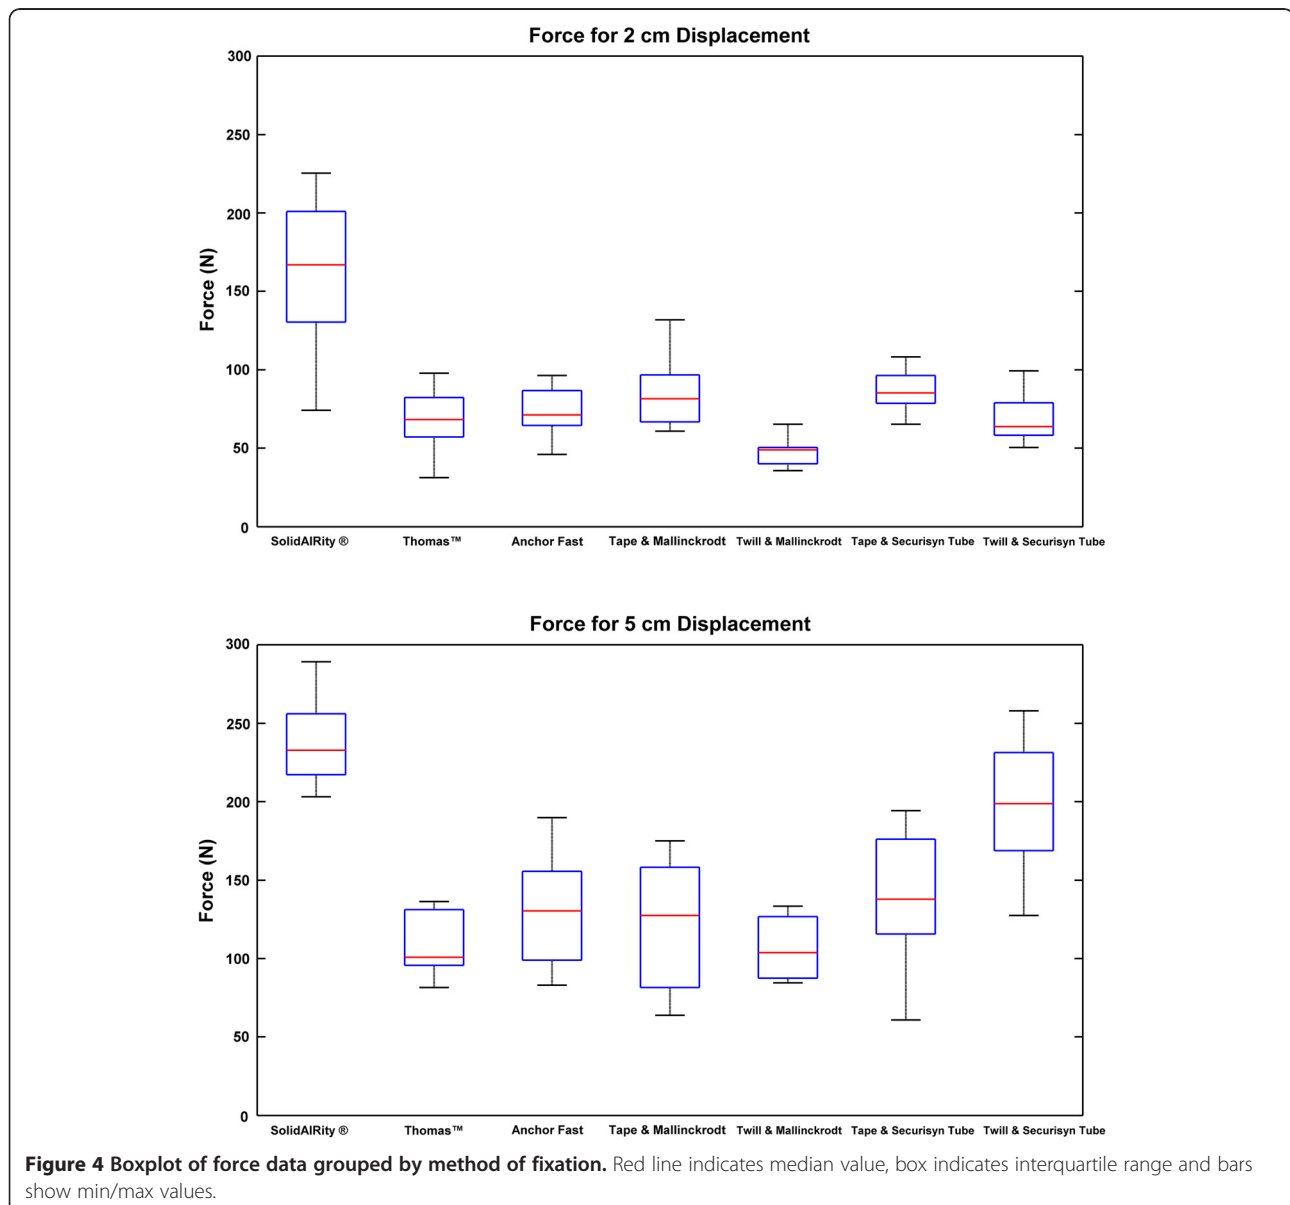 Force for 2 cm Displacement
300
250
200
150
100
50
0
Force (N)
SolidAIRity ® Thomas™ Anchor Fast Tape & Mallinckrodt Twill & Mallinckrodt Tape & Securisyn Tube Twill & Securisyn Tube
Force for 5 cm Displacement
300
250
200
150
100
50
0
Force (N)
SolidAIRity ® Thomas™ Anchor Fast Tape & Mallinckrodt Twill & Mallinckrodt Tape & Securisyn Tube Twill & Securisyn Tube
Figure 4 Boxplot of force data grouped by method of fixation. Red line indicates median value, box indicates interquartile range and bars
show min/max values.